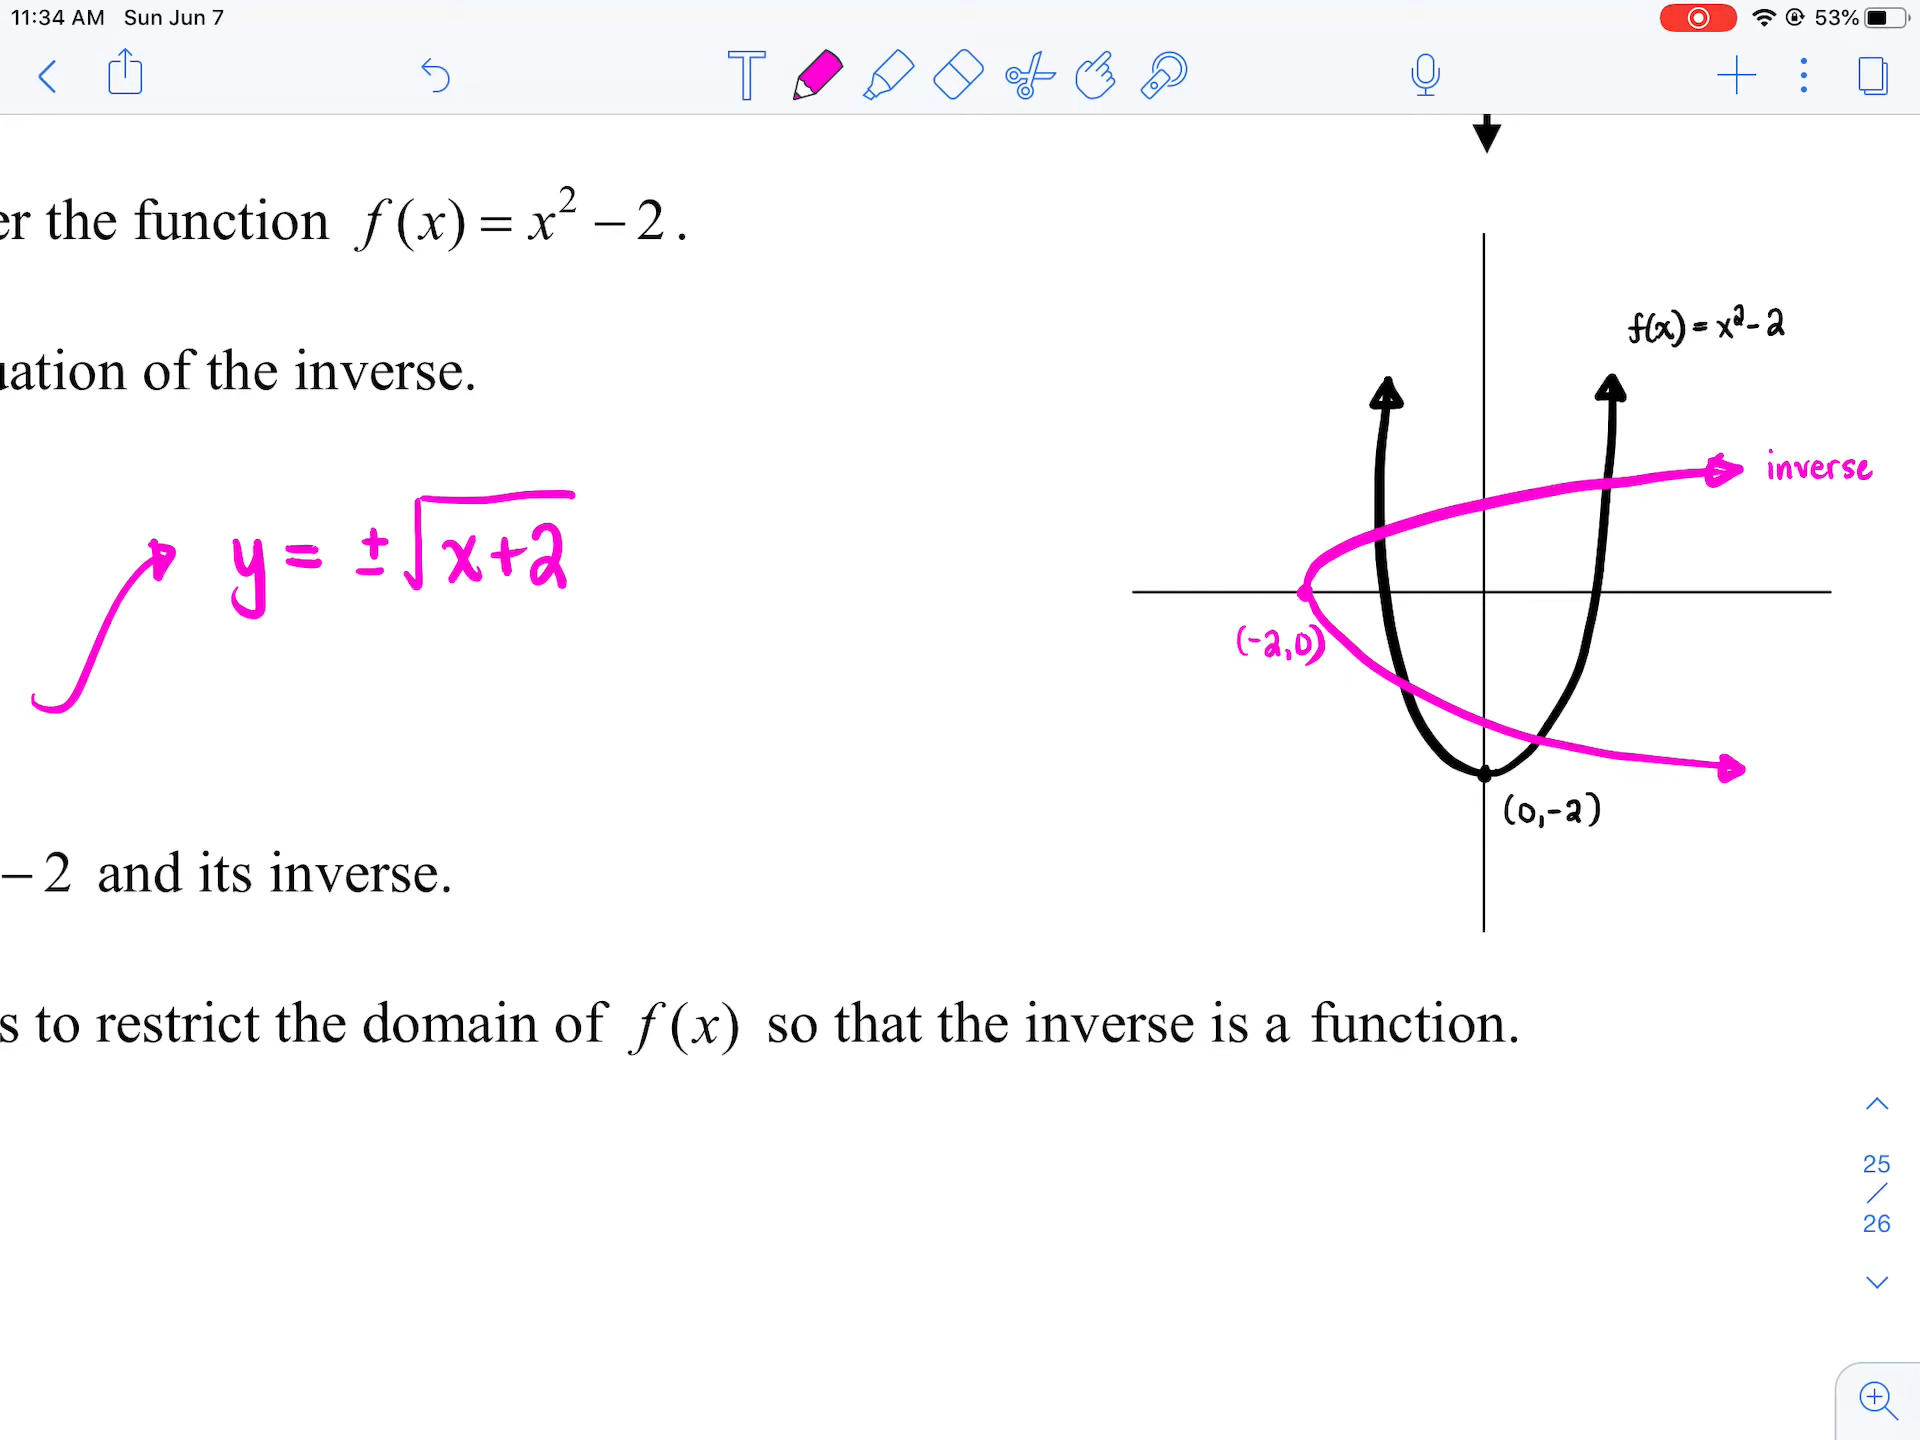 11:34 AM Sun Jun 7
53%
er the function f(x) = x² − 2.
f(x) = x² - 2
uation of the inverse.
inverse
y = ±√x+2
(-2,0)
(0,-2)
− 2 and its inverse.
s to restrict the domain of f(x) so that the inverse is a function.
25
/
26